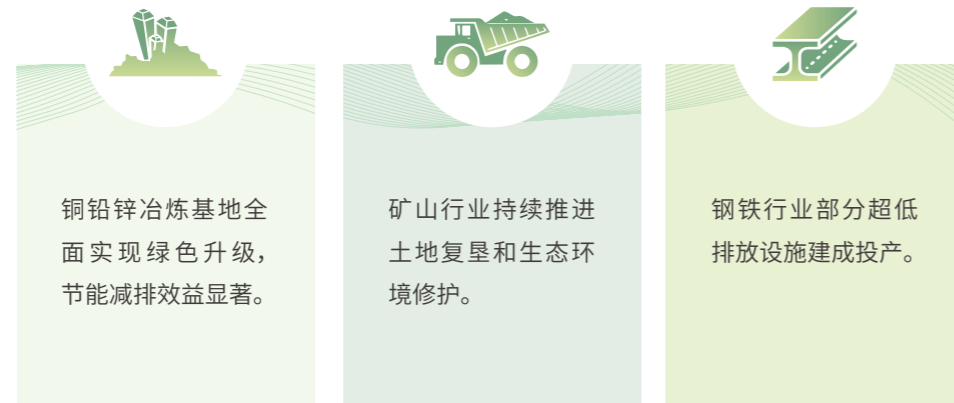 铜铅锌冶炼基地全
面实现绿色升级，
节能减排效益显著。
矿山行业持续推进
土地复垦和生态环
境修护。
钢铁行业部分超低
排放设施建成投产。